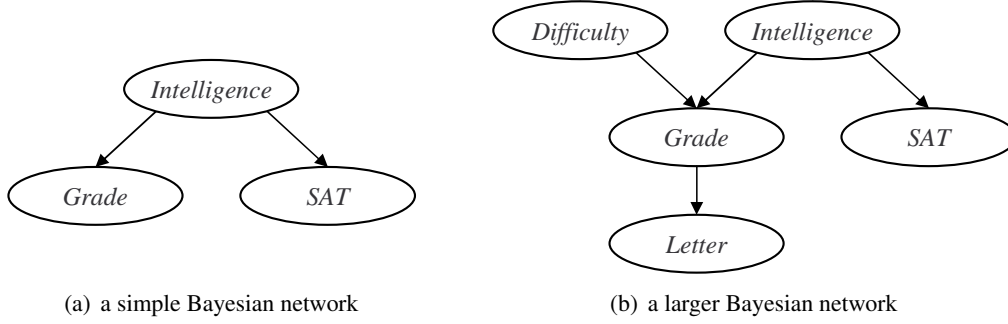 Intelligence
Grade
SAT
(a) a simple Bayesian network
Difficulty
Intelligence
Grade
SAT
Letter
(b) a larger Bayesian network